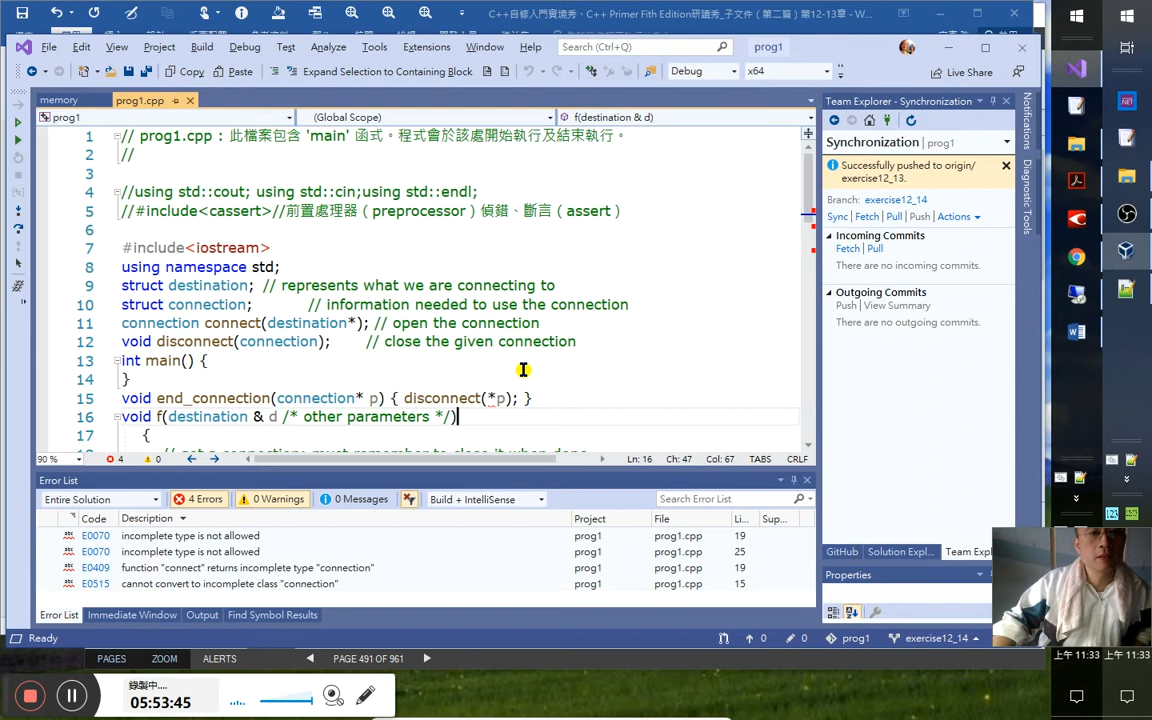 C++自修入門實境秀、C++ Primer Fith Edition研讀秀_子文件（第二篇）12-13章 - W...
File Edit View Project Build Debug Test Analyze Tools Extensions Window Help Search (Ctrl+Q) prog1
Copy Paste Expand Selection to Containing Block Debug x64 Live Share
memory prog1.cpp
prog1 (Global Scope) f(destination & d)
1 // prog1.cpp : 此檔案包含 'main' 函式。程式會於該處開始執行及結束執行。
2 //
3
4 //using std::cout; using std::cin;using std::endl;
5 //#include<cassert>//前置處理器（preprocessor）偵錯、斷言（assert）
6
7 #include<iostream>
8 using namespace std;
9 struct destination; // represents what we are connecting to
10 struct connection; // information needed to use the connection
11 connection connect(destination*); // open the connection
12 void disconnect(connection); // close the given connection
13 int main() {
14 }
15 void end_connection(connection* p) { disconnect(*p); }
16 void f(destination & d /* other parameters */)
17 {
90 % 4 0 Ln: 16 Ch: 47 Col: 67 TABS CRLF
Error List
Entire Solution 4 Errors 0 Warnings 0 Messages Build + IntelliSense Search Error List
Code Description Project File Li... Sup...
E0070 incomplete type is not allowed prog1 prog1.cpp 19
E0070 incomplete type is not allowed prog1 prog1.cpp 25
E0409 function "connect" returns incomplete type "connection" prog1 prog1.cpp 19
E0515 cannot convert to incomplete class "connection" prog1 prog1.cpp 15
Error List Immediate Window Output Find Symbol Results
Ready 0 0 prog1 exercise12_14
Team Explorer - Synchronization
Synchronization prog1
Successfully pushed to origin/
exercise12_13.
Branch: exercise12_14
Sync Fetch Pull Push Actions
Incoming Commits
Fetch Pull
There are no incoming commits.
Outgoing Commits
Push View Summary
There are no outgoing commits.
GitHub Solution Expl... Team Expl
Properties
Notifications
Diagnostic Tools
PAGES ZOOM ALERTS PAGE 491 OF 961
錄製中....
05:53:45
上午 11:33 上午 11:33